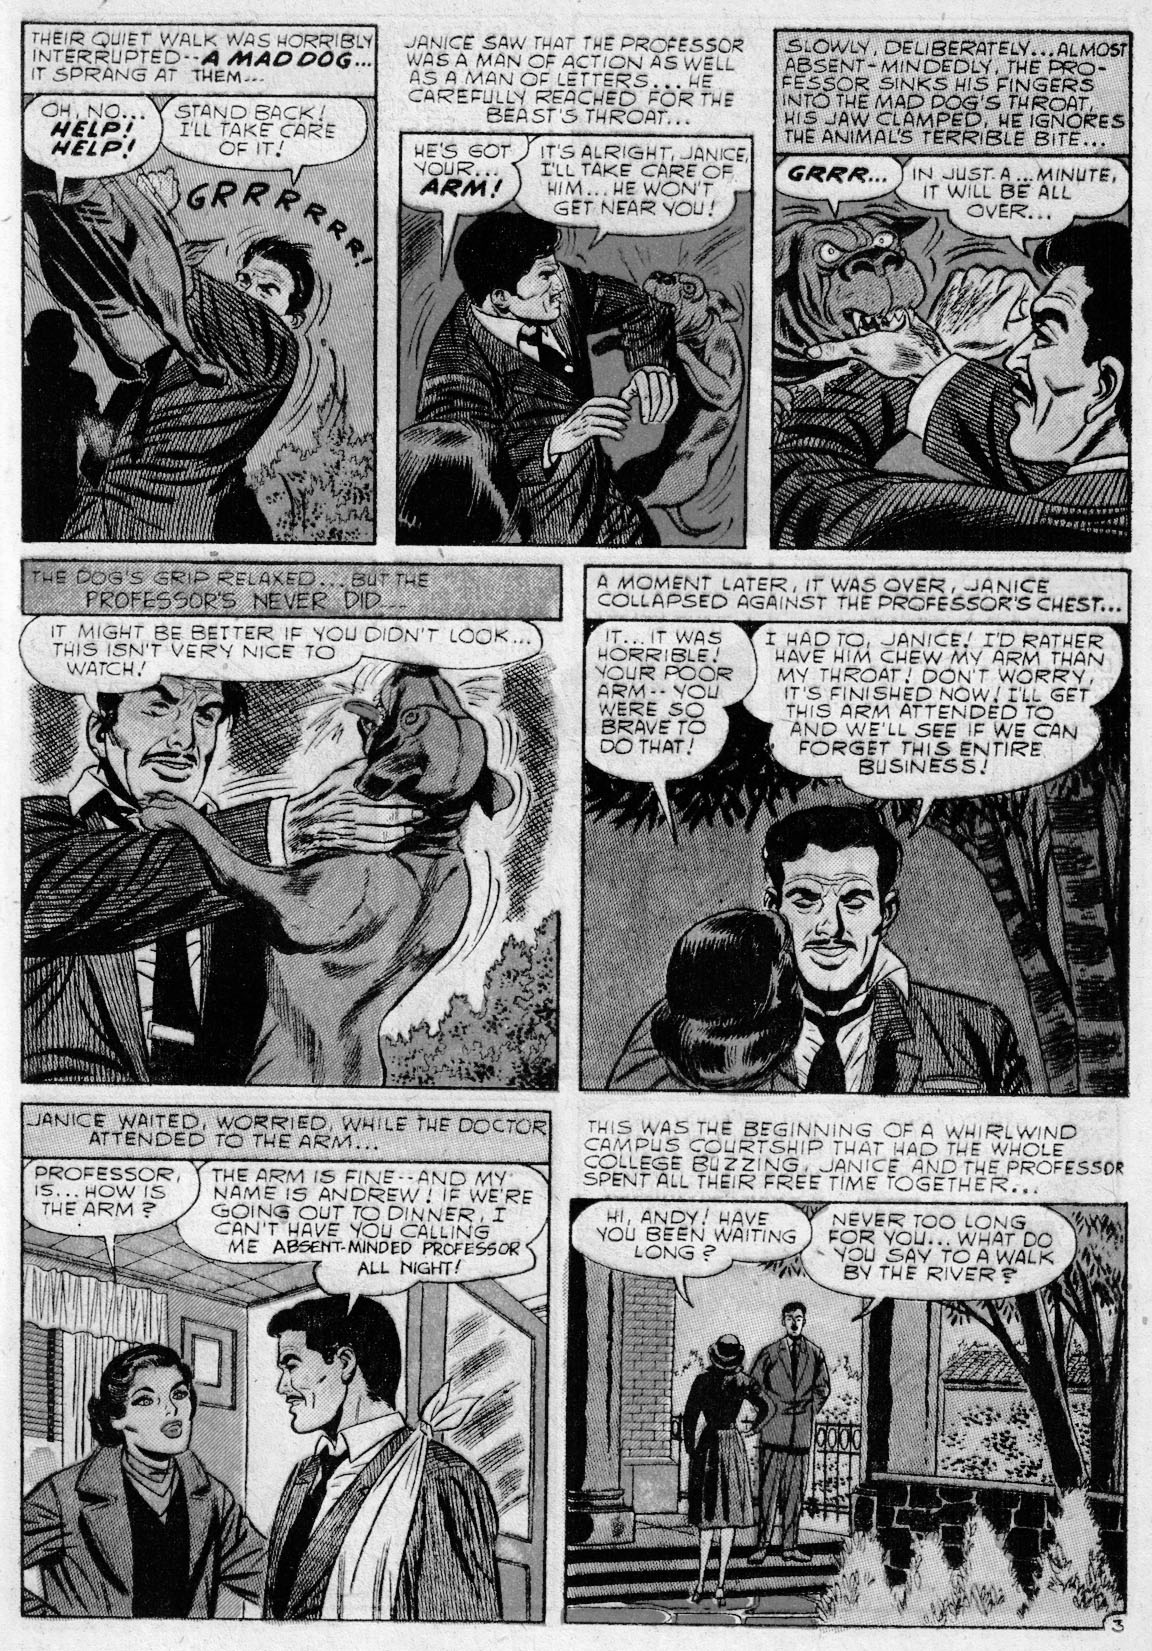 THEIR QUIET WALK WAS HORRIBLY
INTERRUPTED--A MAD DOG...
IT SPRANG AT THEM...
OH, NO...
HELP!
HELP!
STAND BACK!
I'LL TAKE CARE
OF IT!
GRRRRRRR!
JANICE SAW THAT THE PROFESSOR
WAS A MAN OF ACTION AS WELL
AS A MAN OF LETTERS... HE
CAREFULLY REACHED FOR THE
BEAST'S THROAT...
HE'S GOT
YOUR...
ARM!
IT'S ALRIGHT, JANICE,
I'LL TAKE CARE OF
HIM... HE WON'T
GET NEAR YOU!
SLOWLY, DELIBERATELY...ALMOST
ABSENT-MINDEDLY, THE PRO-
FESSOR SINKS HIS FINGERS
INTO THE MAD DOG'S THROAT,
HIS JAW CLAMPED, HE IGNORES
THE ANIMAL'S TERRIBLE BITE...
GRRR...
IN JUST A...MINUTE,
IT WILL BE ALL
OVER...
THE DOG'S GRIP RELAXED... BUT THE
PROFESSOR'S NEVER DID...
IT MIGHT BE BETTER IF YOU DIDN'T LOOK...
THIS ISN'T VERY NICE TO
WATCH!
A MOMENT LATER, IT WAS OVER, JANICE
COLLAPSED AGAINST THE PROFESSOR'S CHEST...
IT... IT WAS
HORRIBLE!
YOUR POOR
ARM-- YOU
WERE SO
BRAVE TO
DO THAT!
I HAD TO, JANICE! I'D RATHER
HAVE HIM CHEW MY ARM THAN
MY THROAT! DON'T WORRY,
IT'S FINISHED NOW! I'LL GET
THIS ARM ATTENDED TO
AND WE'LL SEE IF WE CAN
FORGET THIS ENTIRE
BUSINESS!
JANICE WAITED, WORRIED, WHILE THE DOCTOR
ATTENDED TO THE ARM...
PROFESSOR,
IS... HOW IS
THE ARM?
THE ARM IS FINE--AND MY
NAME IS ANDREW! IF WE'RE
GOING OUT TO DINNER, I
CAN'T HAVE YOU CALLING
ME ABSENT-MINDED PROFESSOR
ALL NIGHT!
THIS WAS THE BEGINNING OF A WHIRLWIND
CAMPUS COURTSHIP THAT HAD THE WHOLE
COLLEGE BUZZING, JANICE AND THE PROFESSOR
SPENT ALL THEIR FREE TIME TOGETHER...
HI, ANDY! HAVE
YOU BEEN WAITING
LONG?
NEVER TOO LONG
FOR YOU... WHAT DO
YOU SAY TO A WALK
BY THE RIVER?
3